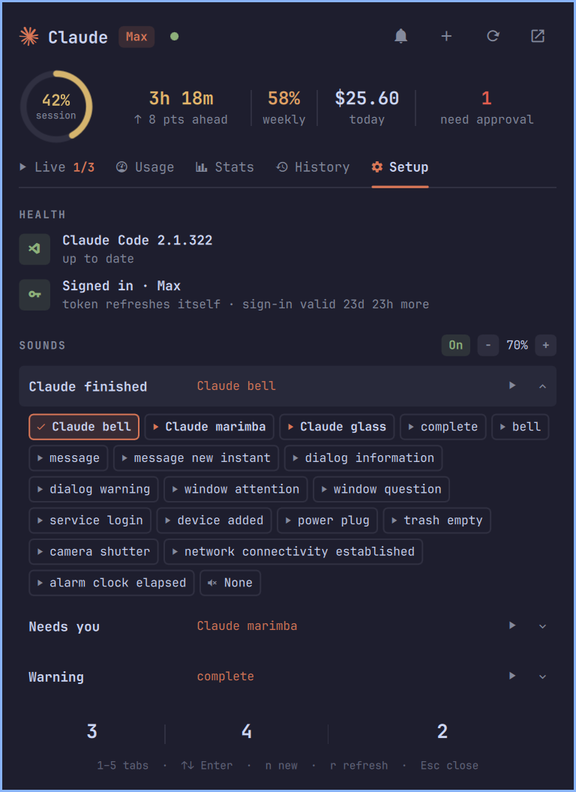 Claude Max
42%
session
3h 18m
↑ 8 pts ahead
58%
weekly
$25.60
today
1
need approval
Live 1/3 Usage Stats History Setup
HEALTH
Claude Code 2.1.322
up to date
Signed in · Max
token refreshes itself · sign-in valid 23d 23h more
SOUNDS On - 70% +
Claude finished Claude bell
Claude bell Claude marimba Claude glass complete bell
message message new instant dialog information
dialog warning window attention window question
service login device added power plug trash empty
camera shutter network connectivity established
alarm clock elapsed None
Needs you Claude marimba
Warning complete
3 4 2
1–5 tabs · ↑↓ Enter · n new · r refresh · Esc close